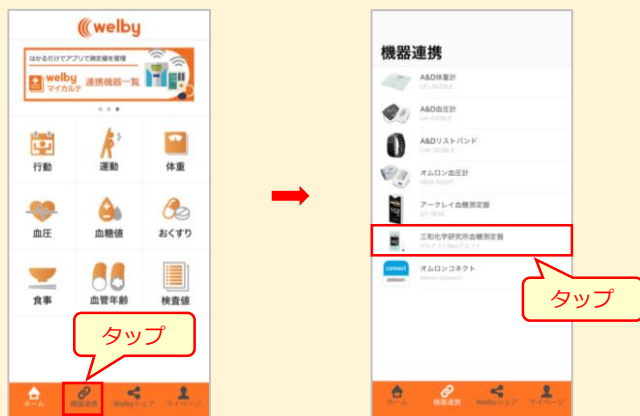 welby
はかるだけでアプリで測定値を管理
welby
マイカルテ
連携機器一覧
行動
運動
体重
血圧
血糖値
おくすり
食事
血管年齢
検査値
タップ
ホーム
機器連携
Welbyシェア
マイページ
機器連携
A&D体重計
A&D血圧計
A&Dリストバンド
オムロン血圧計
アークレイ血糖測定器
三和化学研究所血糖測定器
connect
omron
オムロンコネクト
タップ
ホーム
機器連携
Welbyシェア
マイページ